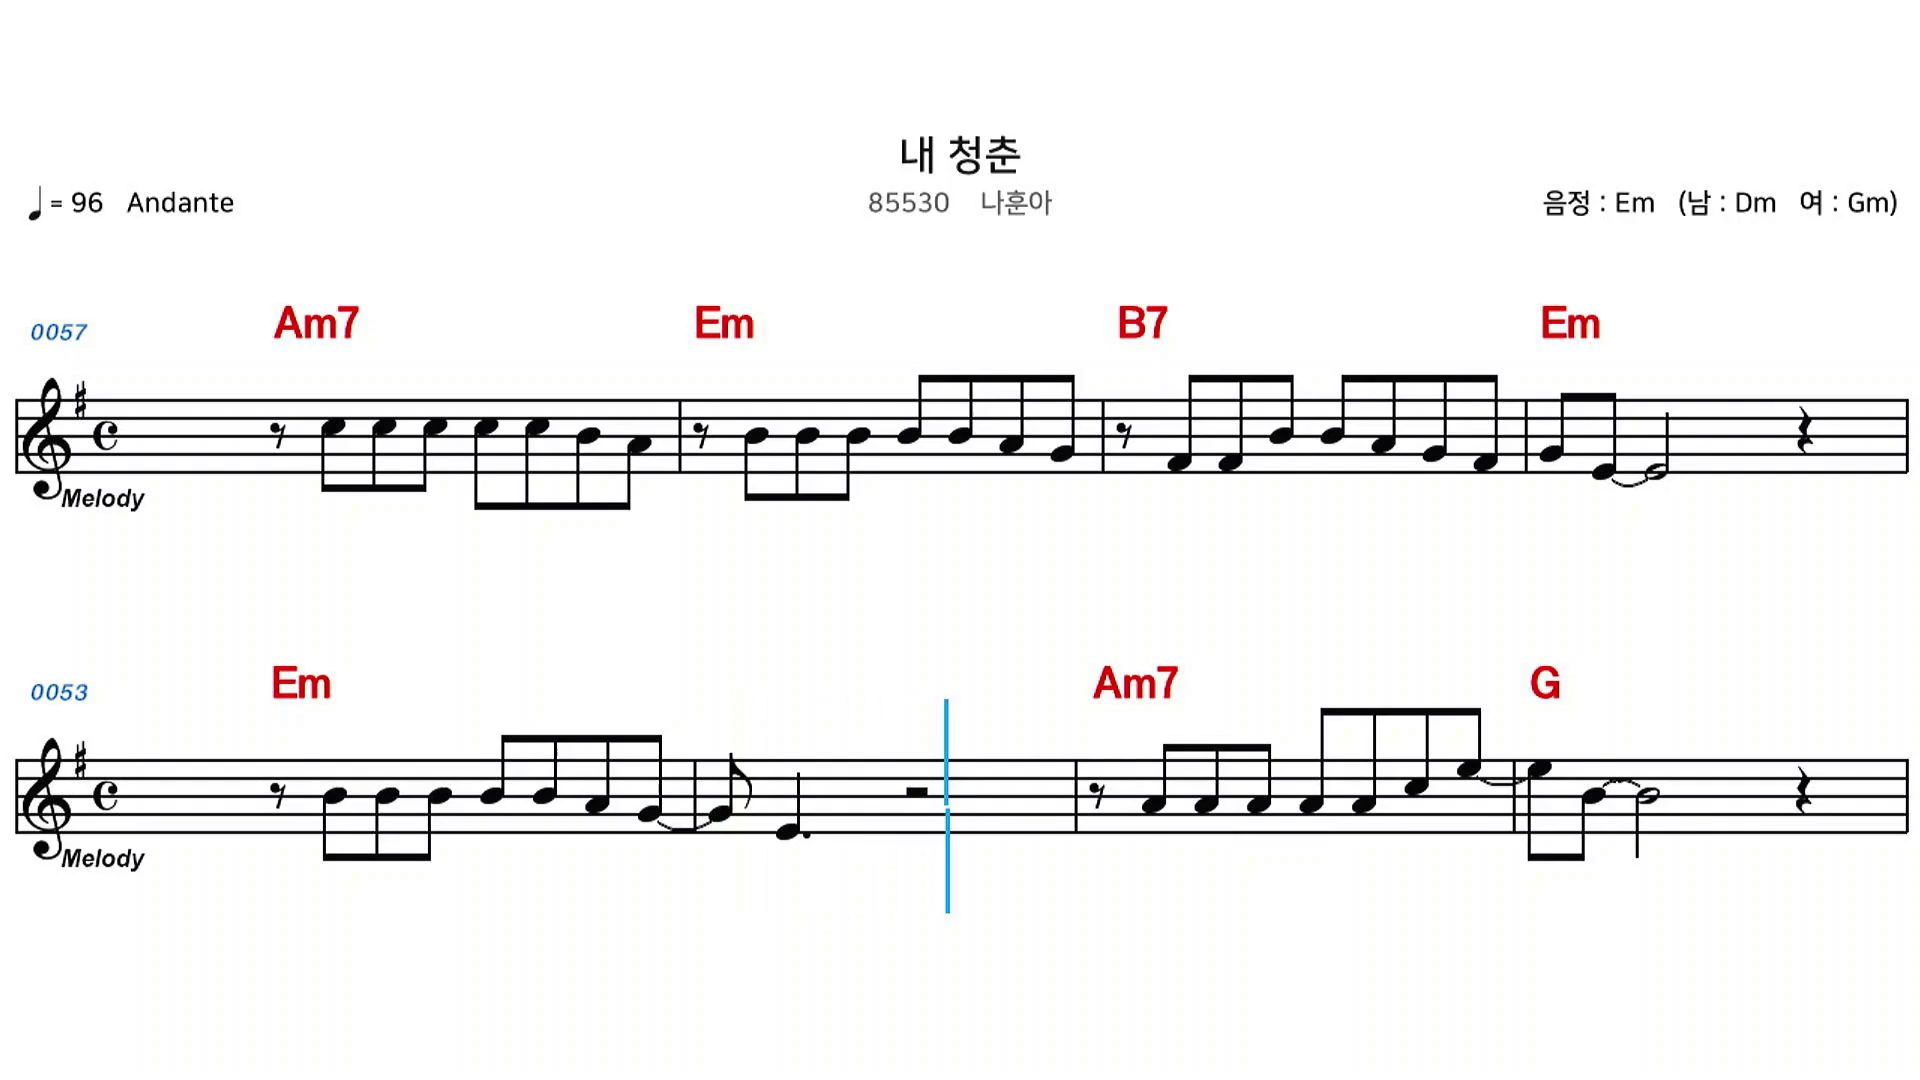 내 청춘
♩= 96 Andante
85530 나훈아
음정 : Em (남 : Dm 여 : Gm)
0057 Am7 Em B7 Em
Melody
0053 Em Am7 G
Melody